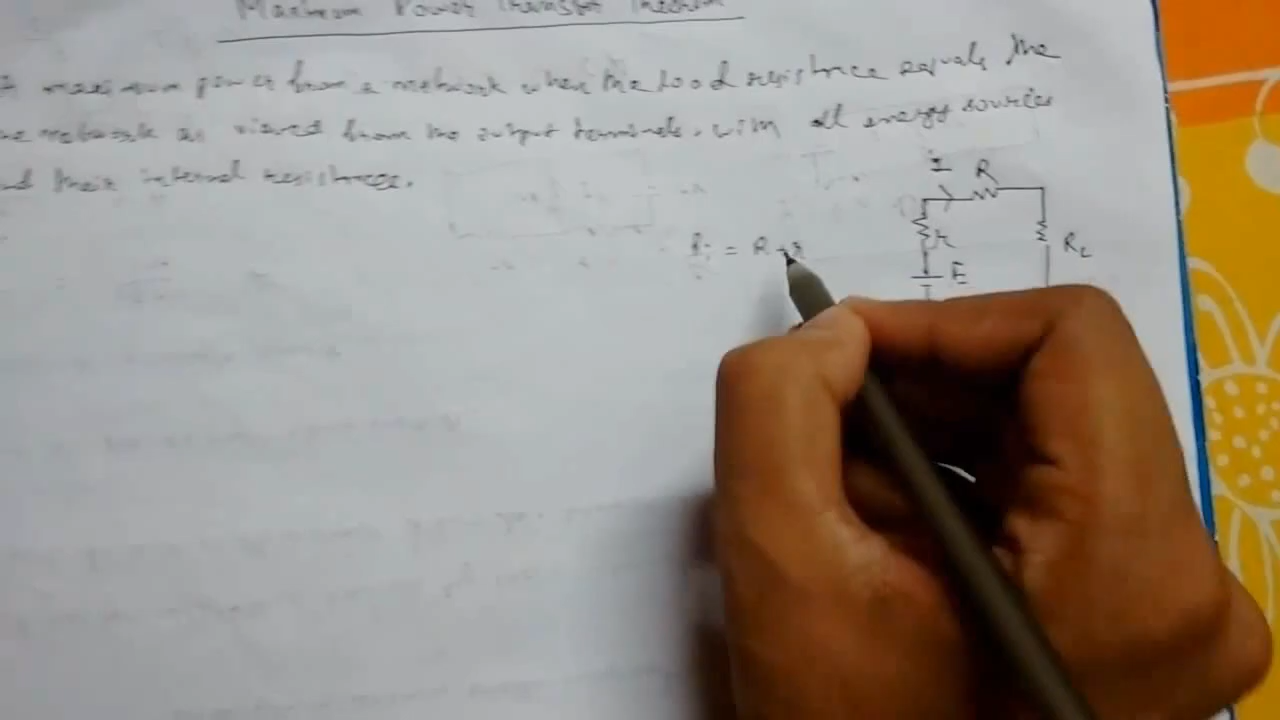 Maximum Power Transfer Theorem
maximum power from a network when the load resistance equals the
network as viewed from the output terminals, with all energy sources
their internal resistance.
I
R
r
E
RL
Ri = R + r